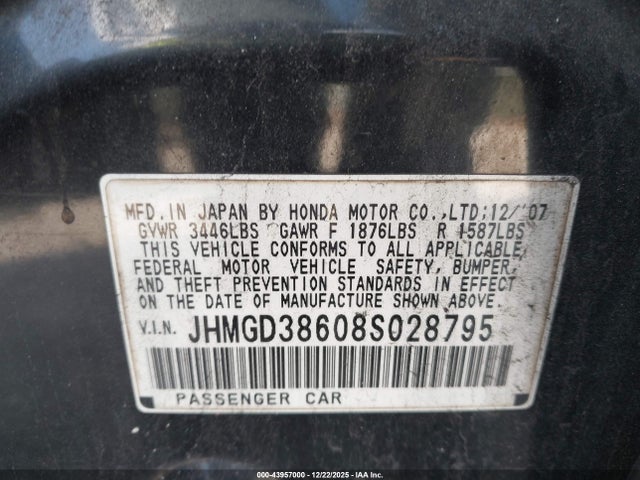 MFD.IN JAPAN BY HONDA MOTOR CO.,LTD:12/'07
GVWR 3446LBS GAWR F 1876LBS R 1587LBS
THIS VEHICLE CONFORMS TO ALL APPLICABLE
FEDERAL MOTOR VEHICLE SAFETY, BUMPER,
AND THEFT PREVENTION STANDARDS IN EFFECT
ON THE DATE OF MANUFACTURE SHOWN ABOVE.
V.I.N. JHMGD38608S028795
PASSENGER CAR
000-43957000 - 12/22/2025 - IAA Inc.